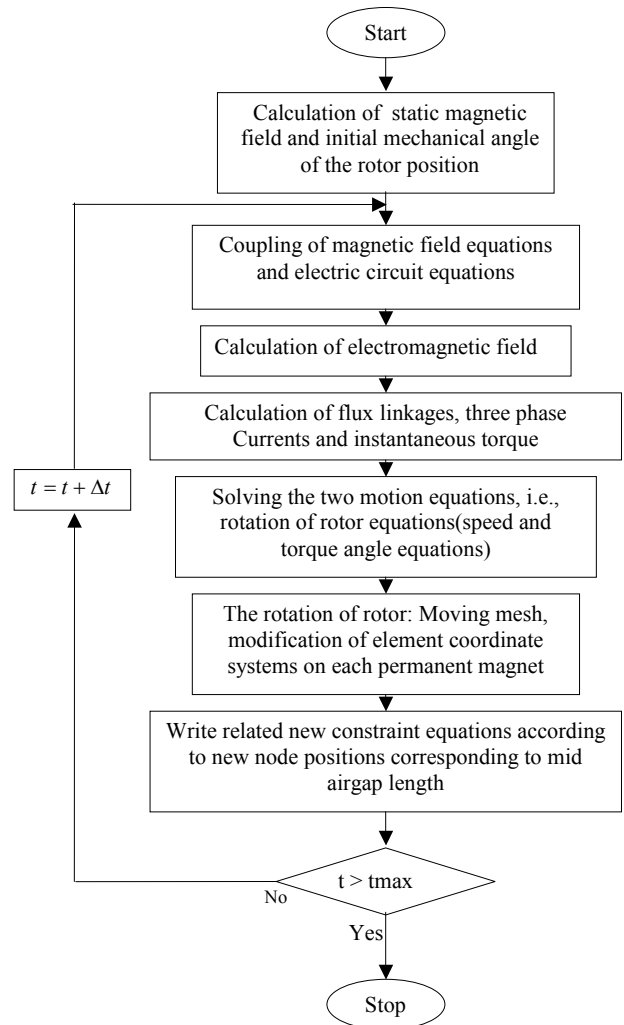 Start
Calculation of static magnetic
field and initial mechanical angle
of the rotor position
Coupling of magnetic field equations
and electric circuit equations
Calculation of electromagnetic field
Calculation of flux linkages, three phase
Currents and instantaneous torque
t = t + Δt
Solving the two motion equations, i.e.,
rotation of rotor equations(speed and
torque angle equations)
The rotation of rotor: Moving mesh,
modification of element coordinate
systems on each permanent magnet
Write related new constraint equations according
to new node positions corresponding to mid
airgap length
t > tmax
No
Yes
Stop